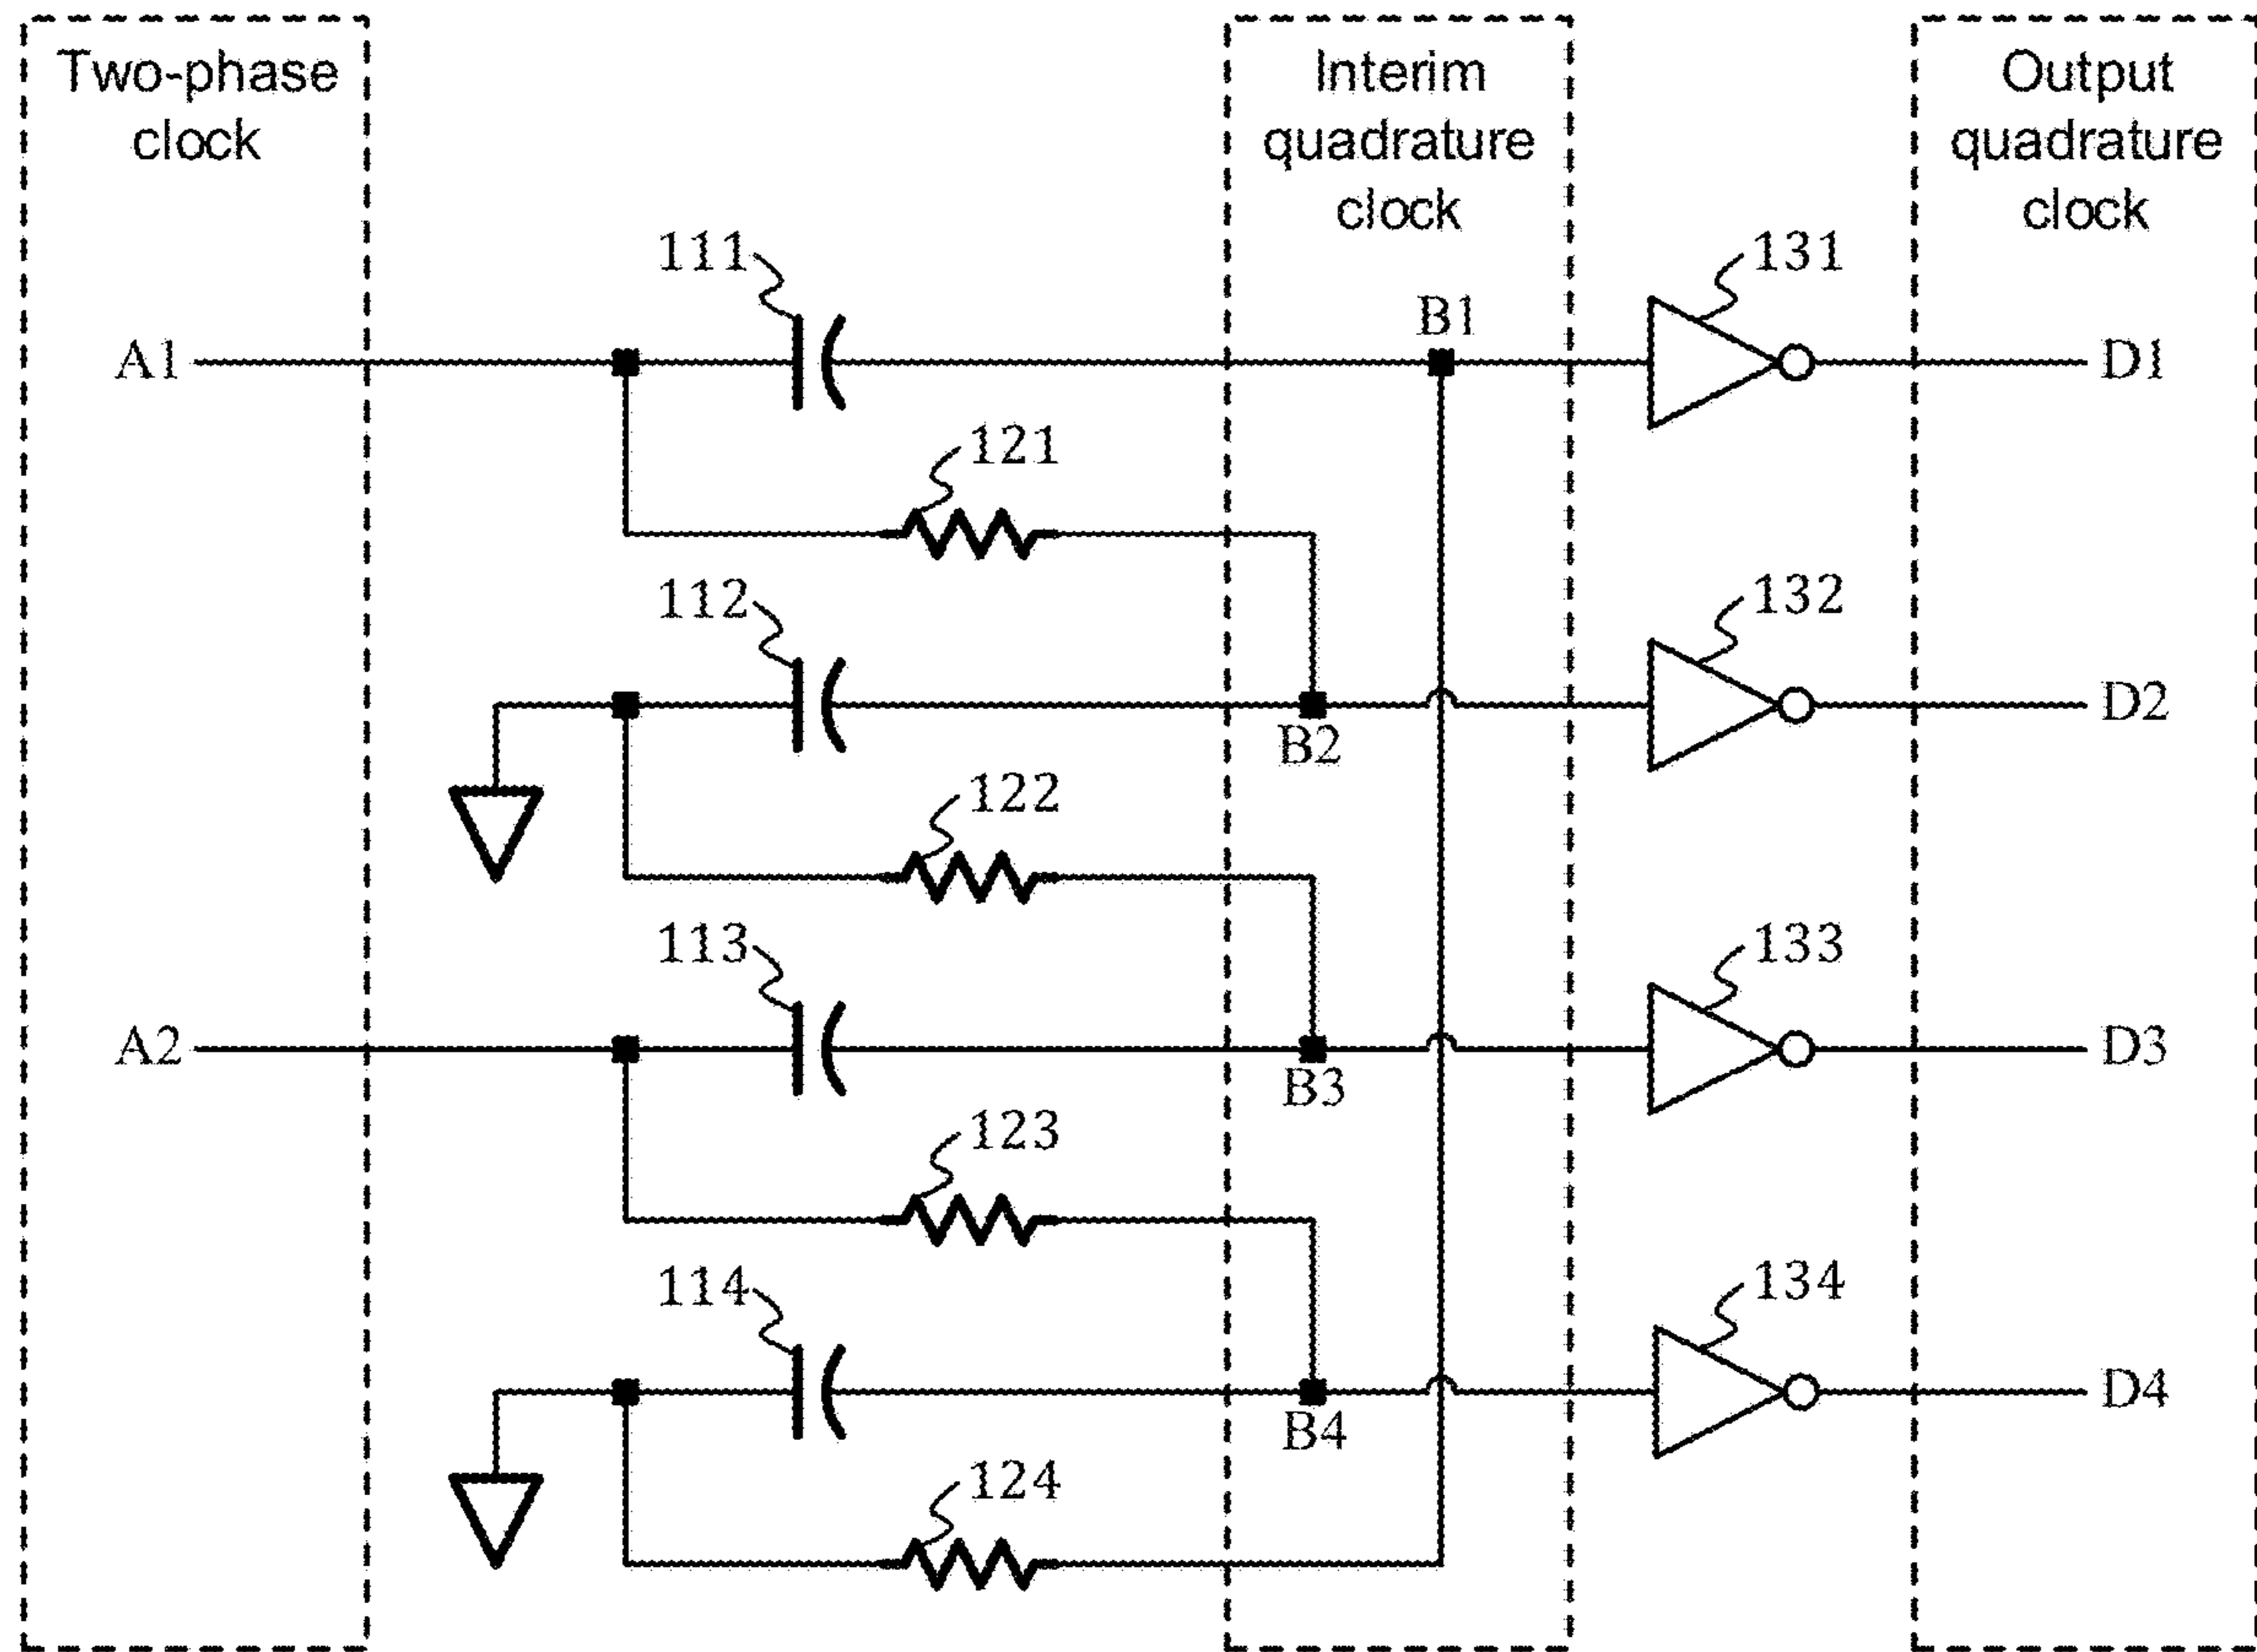 Two-phase
clock
Interim
quadrature
clock
Output
quadrature
clock
111
131
A1
B1
D1
121
112
132
B2
D2
122
113
133
A2
B3
D3
123
114
134
B4
D4
124